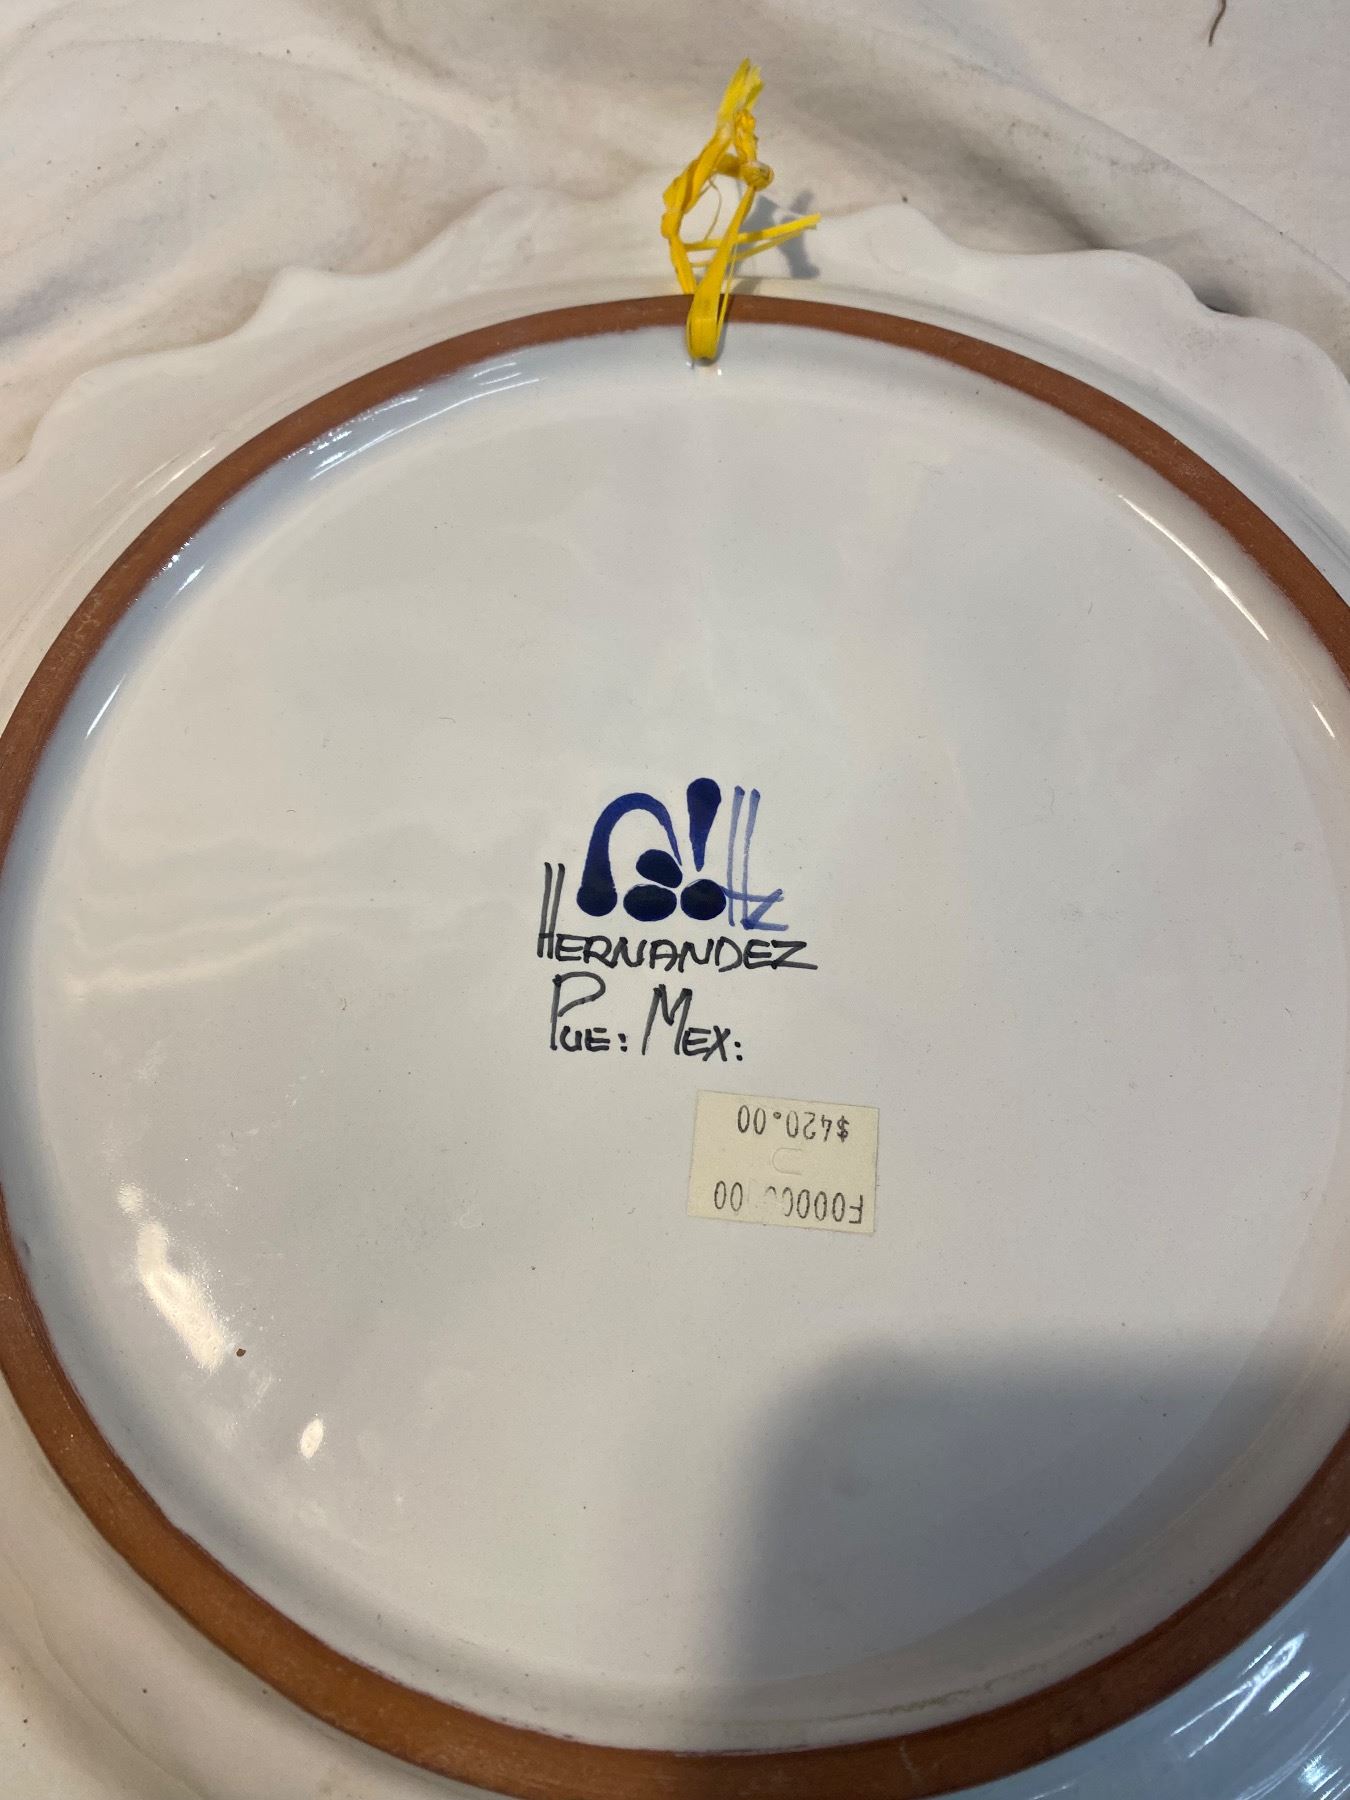 Hz
HERNANDEZ
PUE: MEX:
$420.00